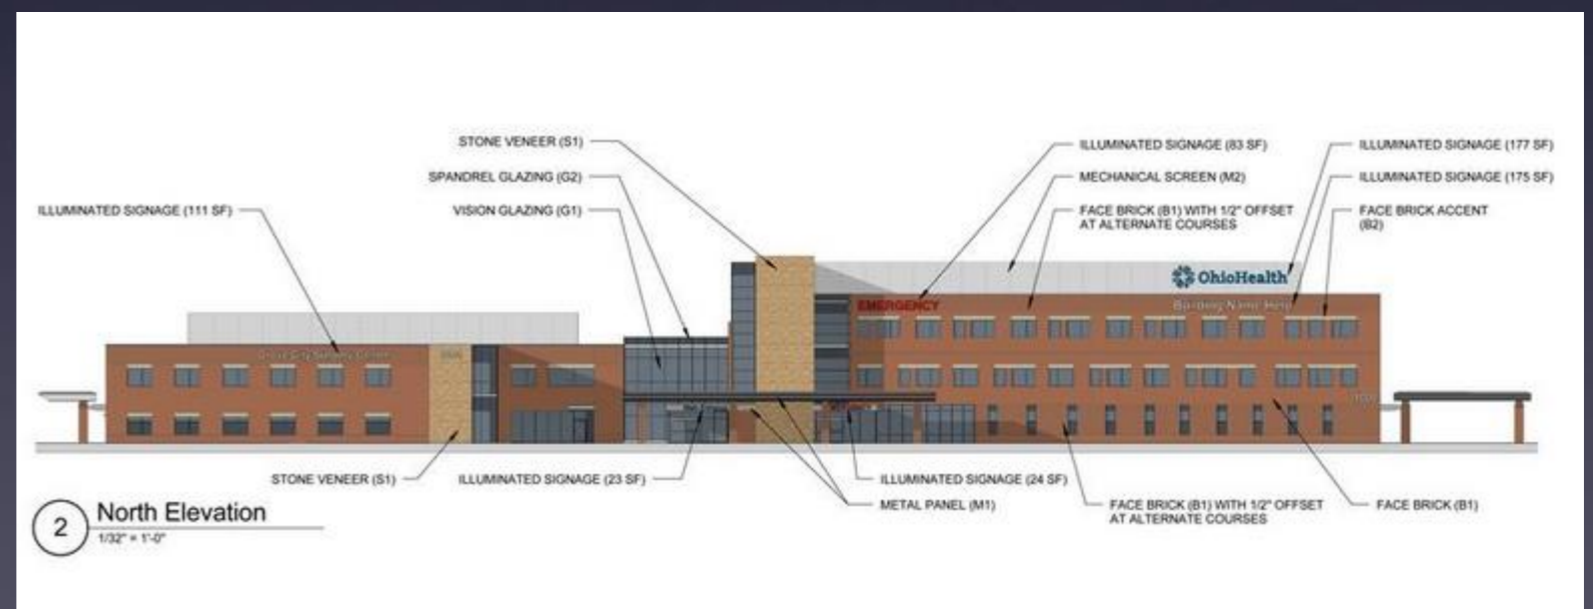 STONE VENEER (S1)
SPANDREL GLAZING (G2)
VISION GLAZING (G1)
ILLUMINATED SIGNAGE (111 SF)
ILLUMINATED SIGNAGE (83 SF)
MECHANICAL SCREEN (M2)
FACE BRICK (B1) WITH 1/2" OFFSET
AT ALTERNATE COURSES
ILLUMINATED SIGNAGE (177 SF)
ILLUMINATED SIGNAGE (175 SF)
FACE BRICK ACCENT
(B2)
OhioHealth
EMERGENCY
Building Name Here
Grove City Surgery Center
STONE VENEER (S1)
ILLUMINATED SIGNAGE (23 SF)
ILLUMINATED SIGNAGE (24 SF)
METAL PANEL (M1)
FACE BRICK (B1) WITH 1/2" OFFSET
AT ALTERNATE COURSES
FACE BRICK (B1)
2
North Elevation
1/32" = 1'-0"